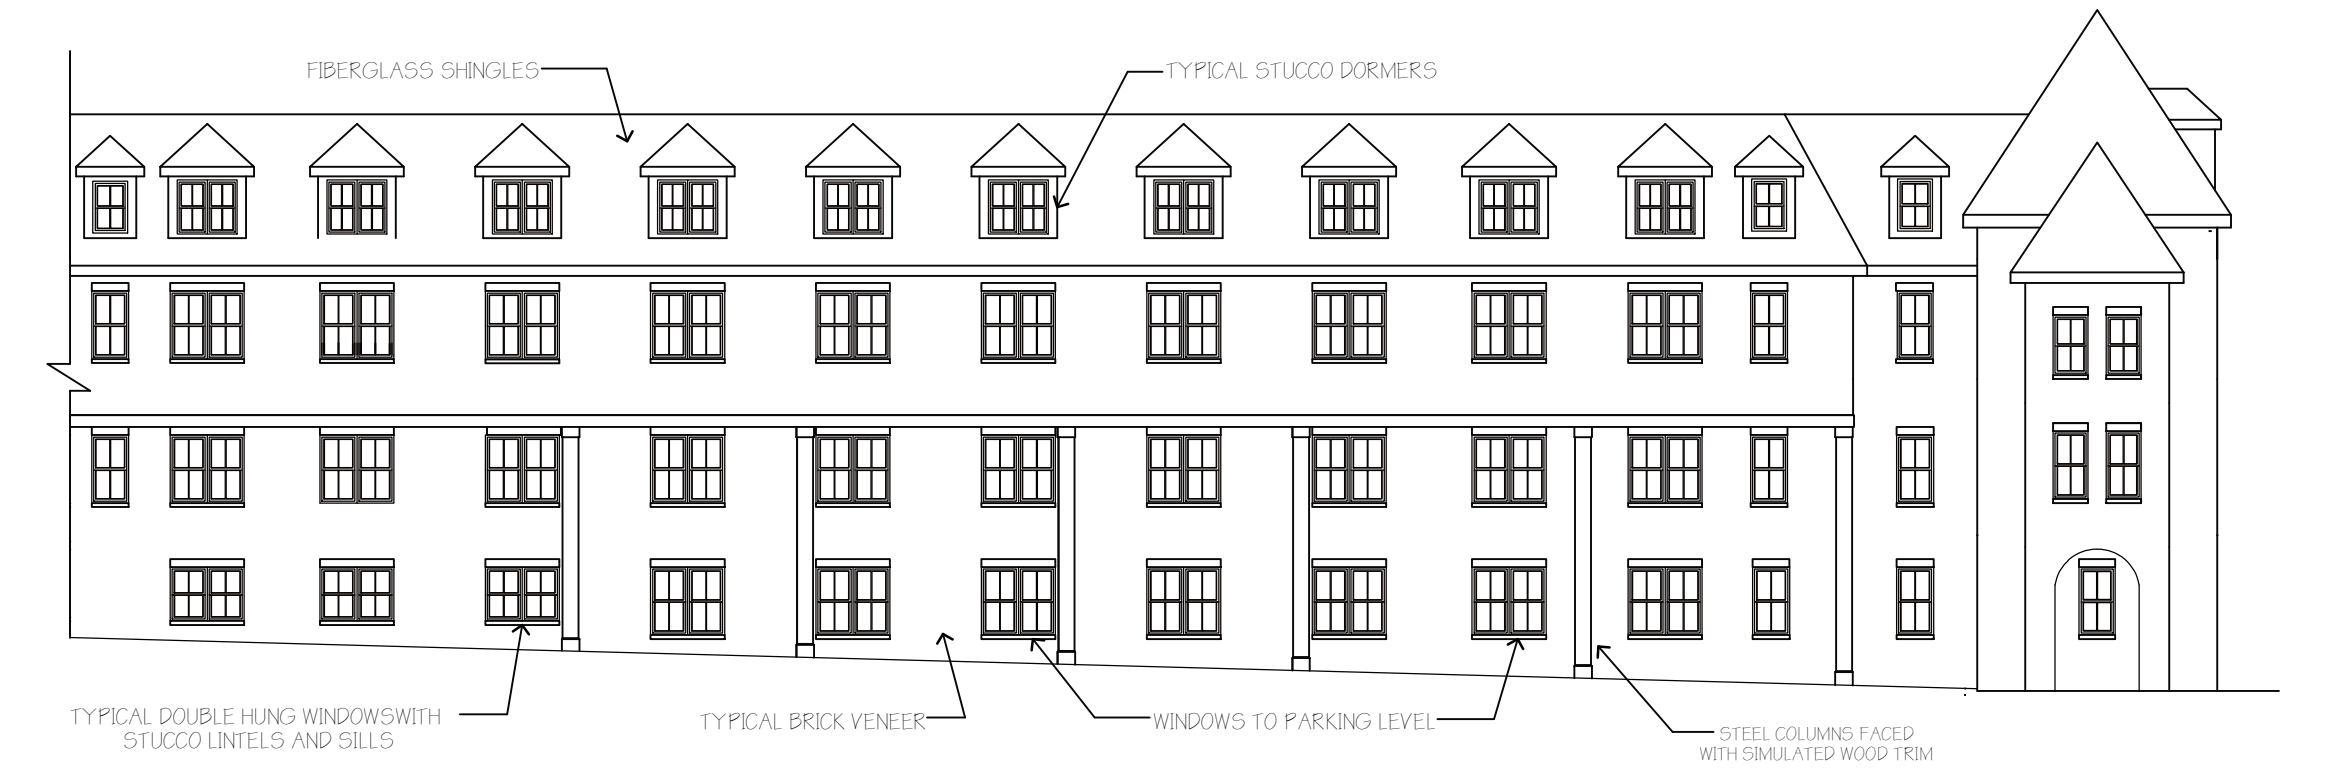 FIBERGLASS SHINGLES
TYPICAL STUCCO DORMERS
TYPICAL DOUBLE HUNG WINDOWSWITH
STUCCO LINTELS AND SILLS
TYPICAL BRICK VENEER
WINDOWS TO PARKING LEVEL
STEEL COLUMNS FACED
WITH SIMULATED WOOD TRIM